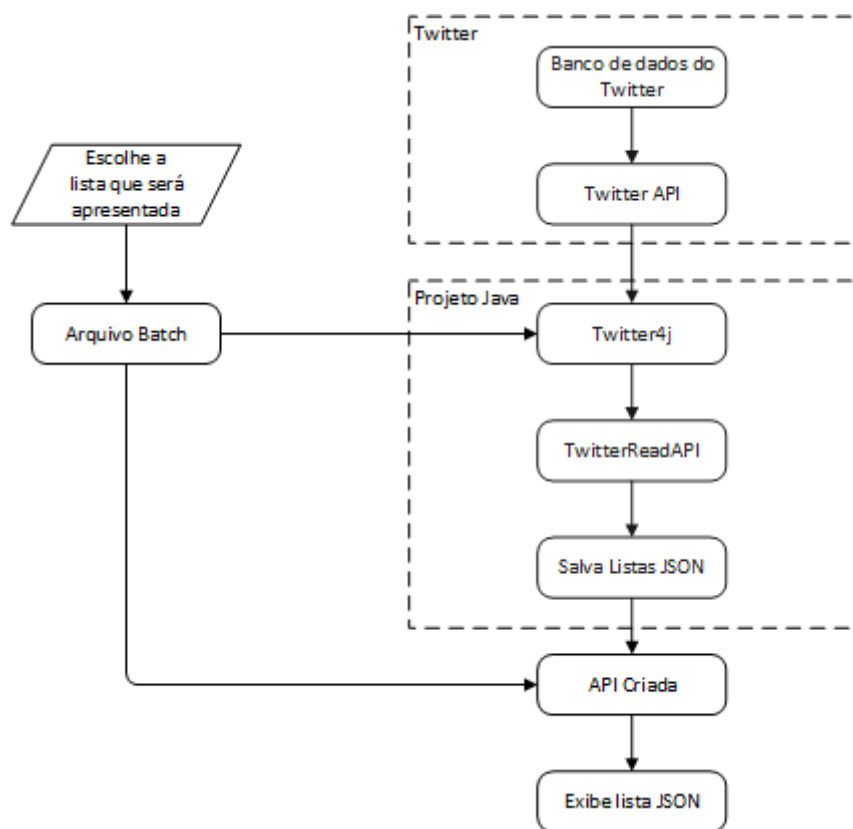 Twitter
Banco de dados do
Twitter
Escolhe a
lista que será
apresentada
Twitter API
Projeto Java
Arquivo Batch
Twitter4j
TwitterReadAPI
Salva Listas JSON
API Criada
Exibe lista JSON